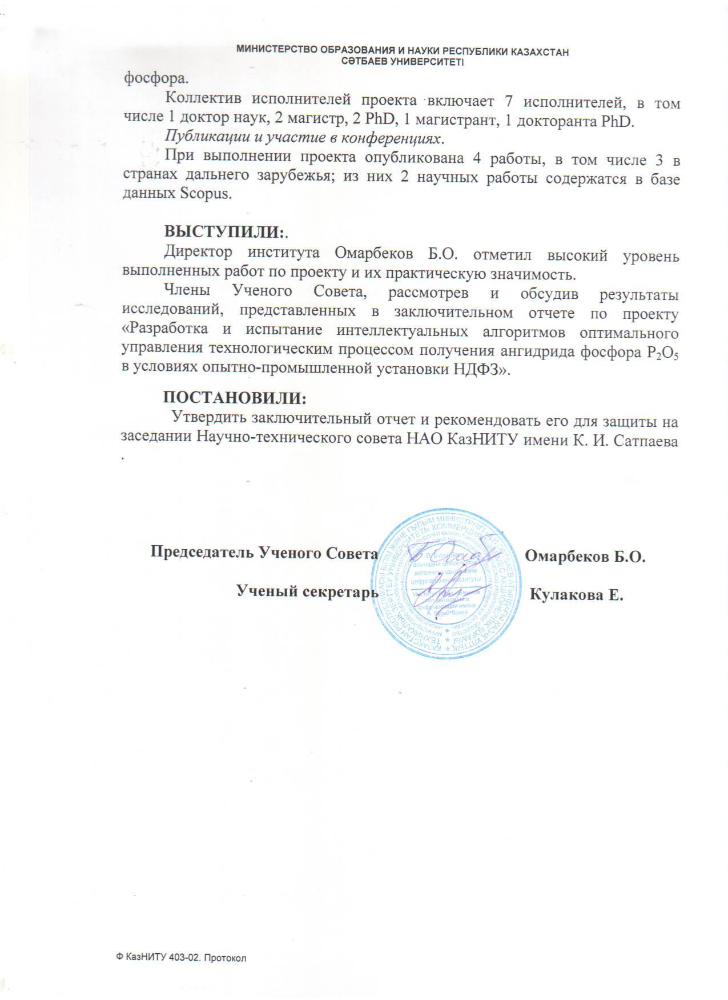 МИНИСТЕРСТВО ОБРАЗОВАНИЯ И НАУКИ РЕСПУБЛИКИ КАЗАХСТАН
СӘТБАЕВ УНИВЕРСИТЕТІ
фосфора.
Коллектив исполнителей проекта включает 7 исполнителей, в том
числе 1 доктор наук, 2 магистр, 2 PhD, 1 магистрант, 1 докторанта PhD.
Публикации и участие в конференциях.
При выполнении проекта опубликована 4 работы, в том числе 3 в
странах дальнего зарубежья; из них 2 научных работы содержатся в базе
данных Scopus.
ВЫСТУПИЛИ:.
Директор института Омарбеков Б.О. отметил высокий уровень
выполненных работ по проекту и их практическую значимость.
Члены Ученого Совета, рассмотрев и обсудив результаты
исследований, представленных в заключительном отчете по проекту
«Разработка и испытание интеллектуальных алгоритмов оптимального
управления технологическим процессом получения ангидрида фосфора P₂O₅
в условиях опытно-промышленной установки НДФЗ».
ПОСТАНОВИЛИ:
Утвердить заключительный отчет и рекомендовать его для защиты на
заседании Научно-технического совета НАО КазНИТУ имени К. И. Сатпаева
.
Председатель Ученого Совета Омарбеков Б.О.
Ученый секретарь Кулакова Е.
Ә. Буркітбаев
атындағы Өнеркәсіптік
автоматтандыру және
цифрландыру институты
Институт промышленной
автоматизации и
цифровизации имени
А. Буркитбаева
Ф КазНИТУ 403-02. Протокол